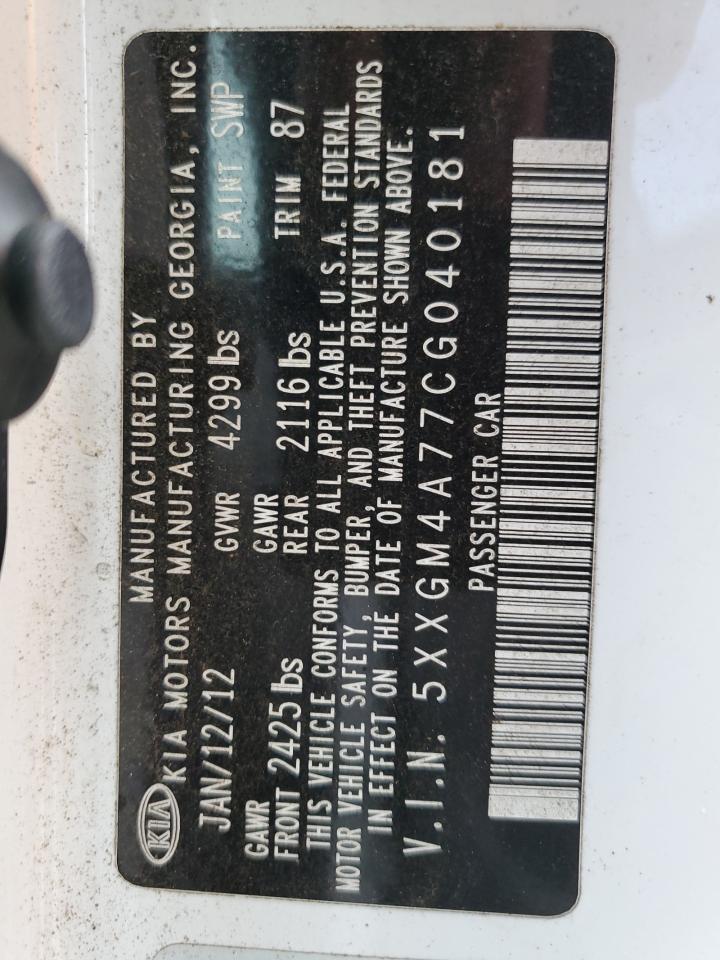 MANUFACTURED BY
KIA KIA MOTORS MANUFACTURING GEORGIA, INC.
JAN/12/12 GVWR 4299 lbs PAINT SWP
GAWR FRONT 2425 lbs GAWR REAR 2116 lbs TRIM 87
THIS VEHICLE CONFORMS TO ALL APPLICABLE U.S.A. FEDERAL
MOTOR VEHICLE SAFETY, BUMPER, AND THEFT PREVENTION STANDARDS
IN EFFECT ON THE DATE OF MANUFACTURE SHOWN ABOVE.
V.I.N. 5XXGM4A77CG040181
PASSENGER CAR